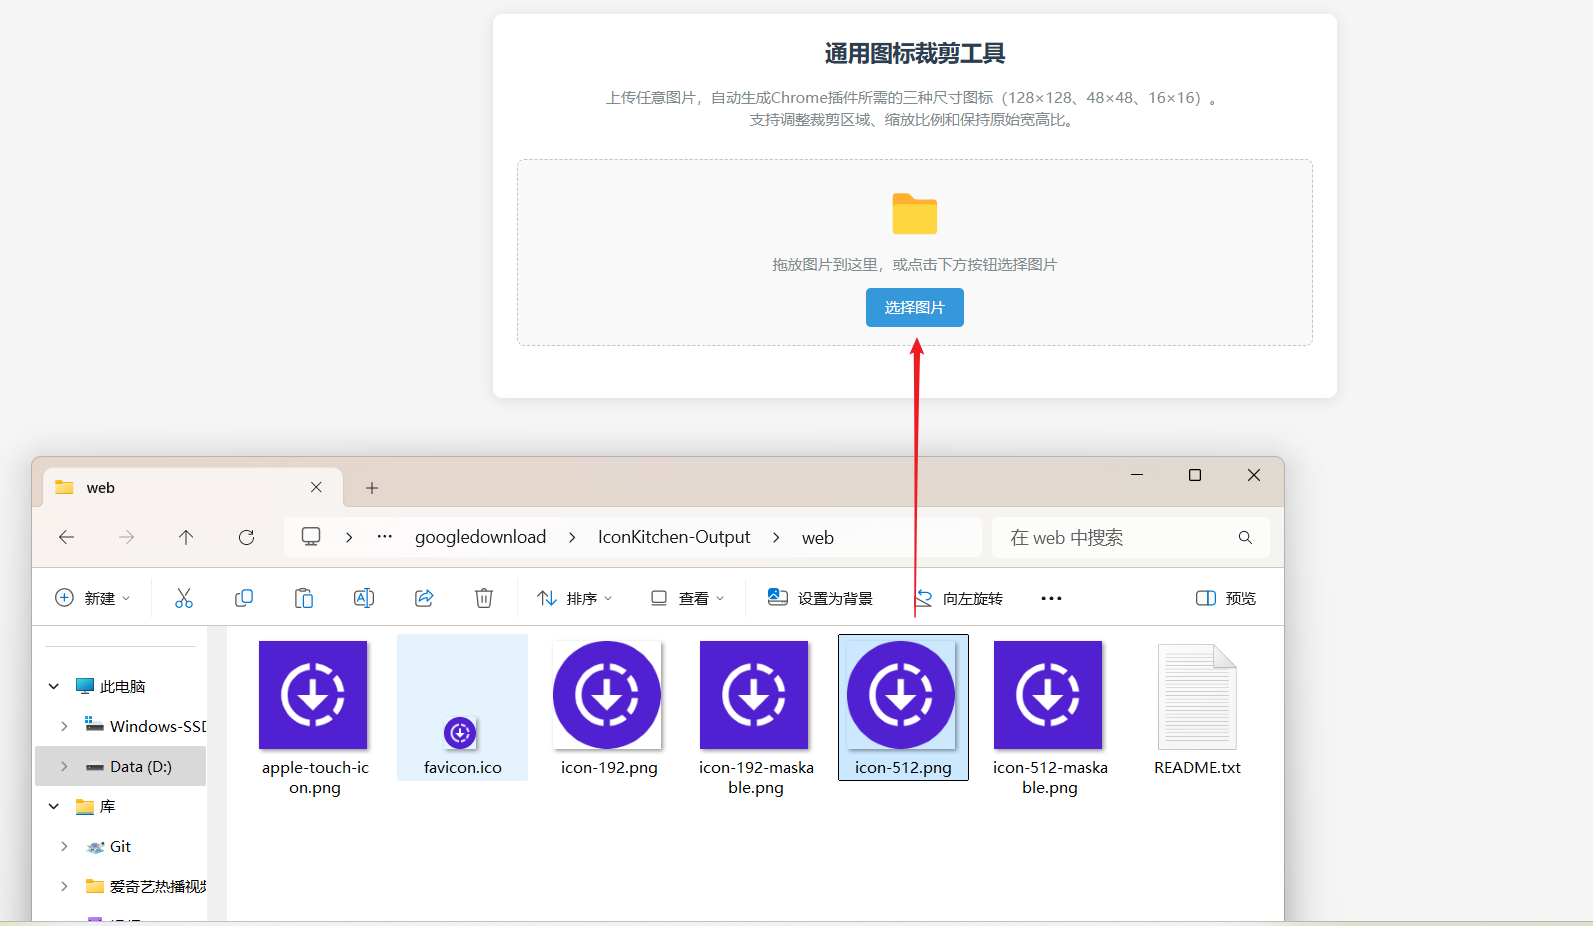 通用图标裁剪工具
上传任意图片，自动生成Chrome插件所需的三种尺寸图标（128×128、48×48、16×16）。
支持调整裁剪区域、缩放比例和保持原始宽高比。
拖放图片到这里，或点击下方按钮选择图片
选择图片
web
googledownload
IconKitchen-Output
web
在 web 中搜索
新建
排序
查看
设置为背景
向左旋转
预览
此电脑
Windows-SSD
Data (D:)
库
Git
爱奇艺热播视频
apple-touch-ic
on.png
favicon.ico
icon-192.png
icon-192-maska
ble.png
icon-512.png
icon-512-maska
ble.png
README.txt